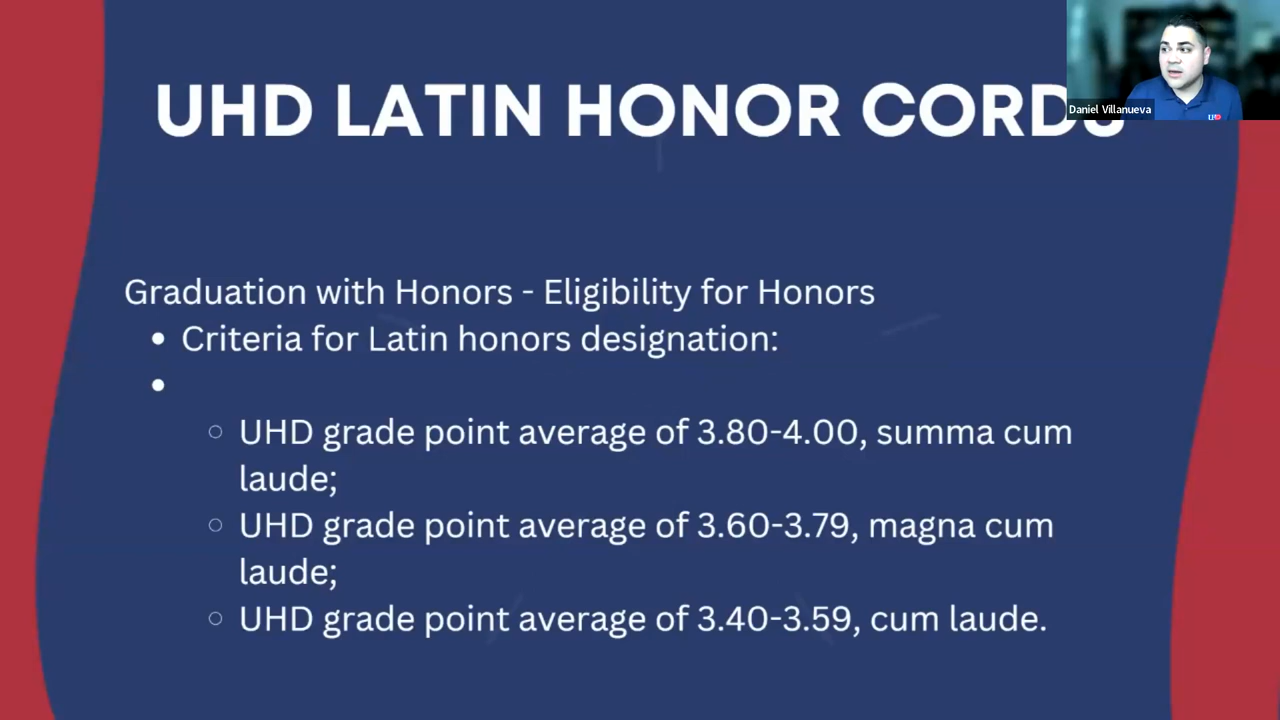 UHD LATIN HONOR CORDS
Daniel Villanueva
Graduation with Honors - Eligibility for Honors
Criteria for Latin honors designation:
UHD grade point average of 3.80-4.00, summa cum
laude;
UHD grade point average of 3.60-3.79, magna cum
laude;
UHD grade point average of 3.40-3.59, cum laude.